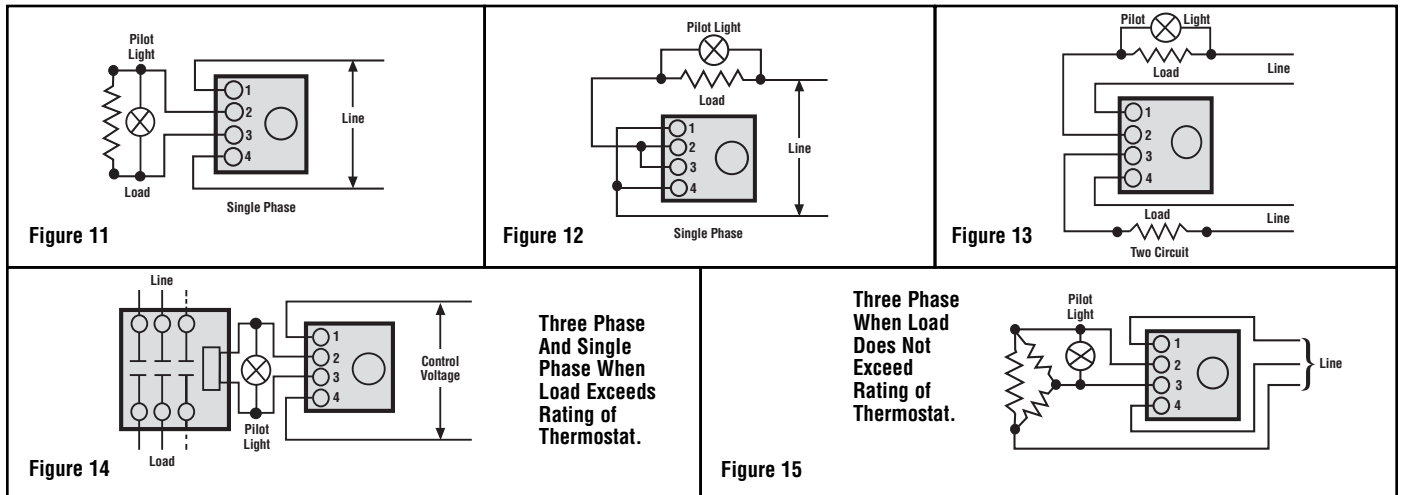 Pilot
Light
1
2
3
4
Line
Load
Single Phase
Figure 11
Pilot Light
Load
1
2
3
4
Line
Single Phase
Figure 12
Pilot Light
Load
Line
1
2
3
4
Load
Line
Two Circuit
Figure 13
Line
1
2
3
4
Control
Voltage
Pilot
Light
Load
Three Phase
And Single
Phase When
Load Exceeds
Rating of
Thermostat.
Figure 14
Three Phase
When Load
Does Not
Exceed
Rating of
Thermostat.
Pilot
Light
1
2
3
4
Line
Figure 15